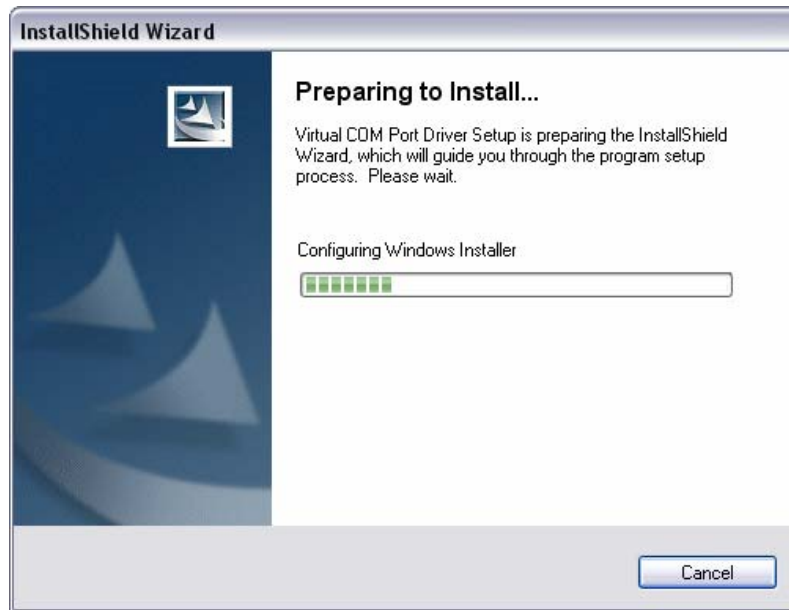 InstallShield Wizard
Preparing to Install...
Virtual COM Port Driver Setup is preparing the InstallShield
Wizard, which will guide you through the program setup
process. Please wait.
Configuring Windows Installer
Cancel